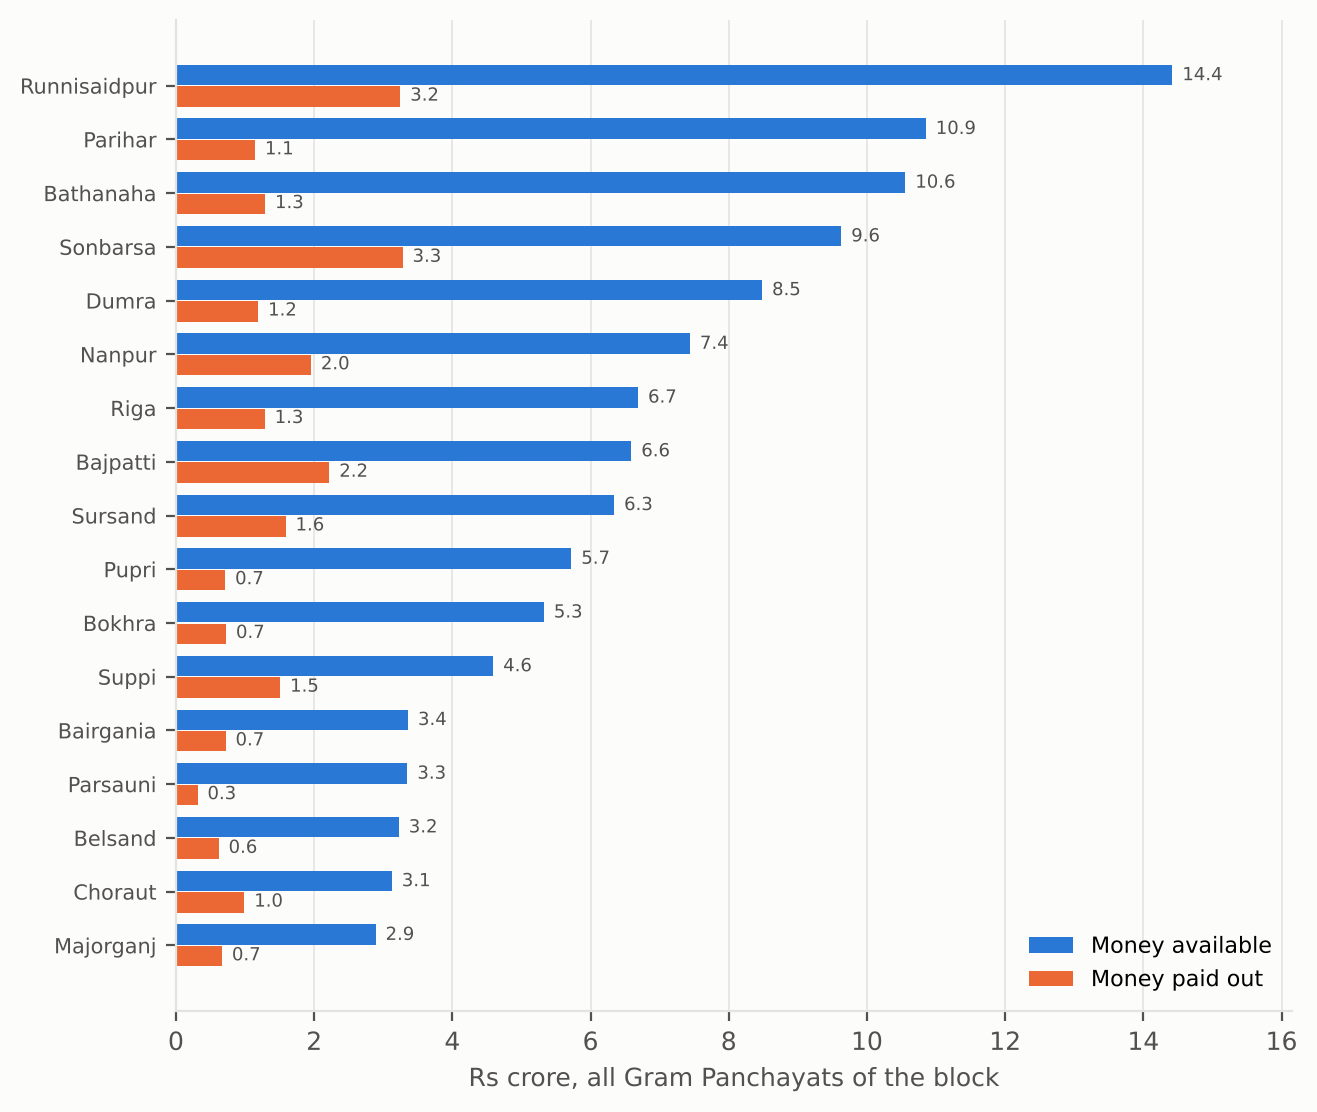 Runnisaidpur 14.4
3.2
Parihar 10.9
1.1
Bathanaha 10.6
1.3
Sonbarsa 9.6
3.3
Dumra 8.5
1.2
Nanpur 7.4
2.0
Riga 6.7
1.3
Bajpatti 6.6
2.2
Sursand 6.3
1.6
Pupri 5.7
0.7
Bokhra 5.3
0.7
Suppi 4.6
1.5
Bairgania 3.4
0.7
Parsauni 3.3
0.3
Belsand 3.2
0.6
Choraut 3.1
1.0
Majorganj 2.9
0.7
Money available
Money paid out
0 2 4 6 8 10 12 14 16
Rs crore, all Gram Panchayats of the block